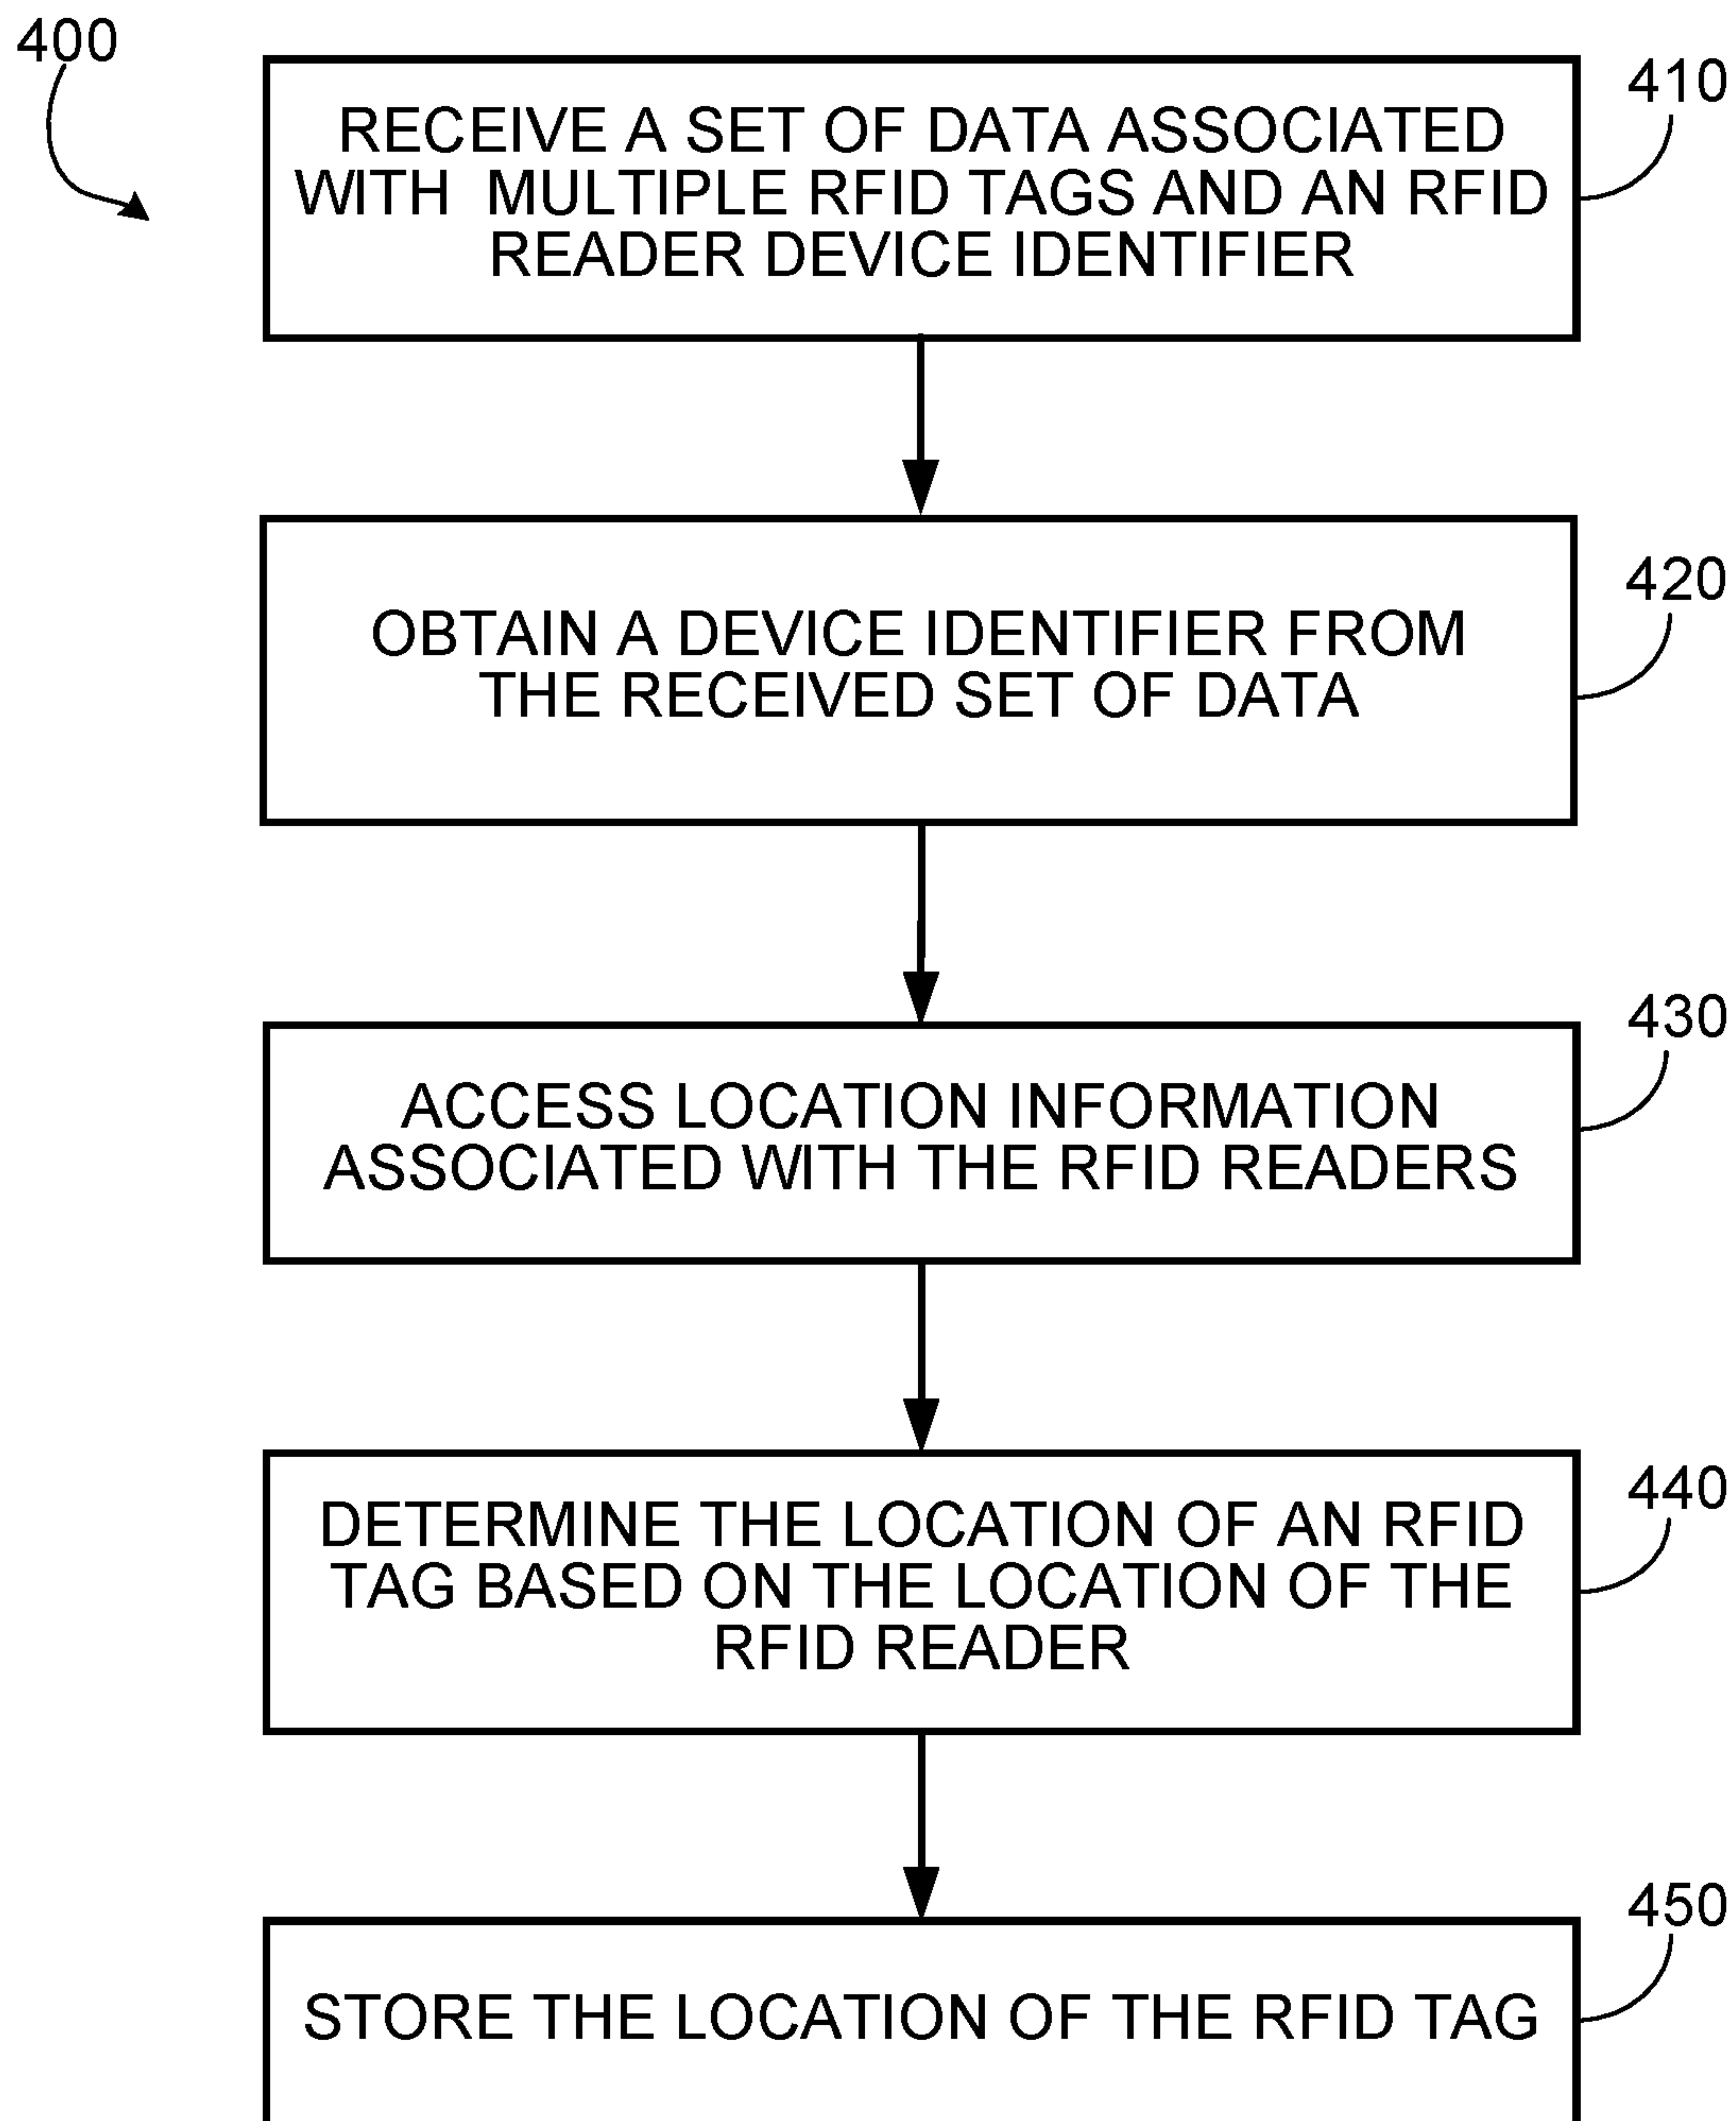 400
410
RECEIVE A SET OF DATA ASSOCIATED
WITH MULTIPLE RFID TAGS AND AN RFID
READER DEVICE IDENTIFIER
420
OBTAIN A DEVICE IDENTIFIER FROM
THE RECEIVED SET OF DATA
430
ACCESS LOCATION INFORMATION
ASSOCIATED WITH THE RFID READERS
440
DETERMINE THE LOCATION OF AN RFID
TAG BASED ON THE LOCATION OF THE
RFID READER
450
STORE THE LOCATION OF THE RFID TAG